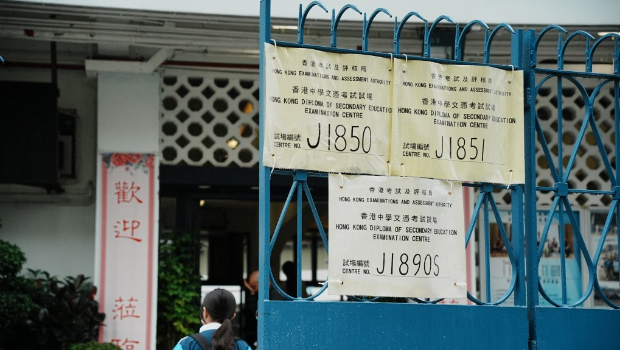 香港考試及評核局
HONG KONG EXAMINATIONS AND ASSESSMENT AUTHORITY
香港中學文憑考試試場
HONG KONG DIPLOMA OF SECONDARY EDUCATION
EXAMINATION CENTRE
試場編號
CENTRE NO. J1850
香港考試及評核局
HONG KONG EXAMINATIONS AND ASSESSMENT AUTHORITY
香港中學文憑考試試場
HONG KONG DIPLOMA OF SECONDARY EDUCATION
EXAMINATION CENTRE
試場編號
CENTRE NO. J1851
香港考試及評核局
HONG KONG EXAMINATIONS AND ASSESSMENT AUTHORITY
香港中學文憑考試試場
HONG KONG DIPLOMA OF SECONDARY EDUCATION
EXAMINATION CENTRE
試場編號
CENTRE NO. J1890S
歡迎蒞臨